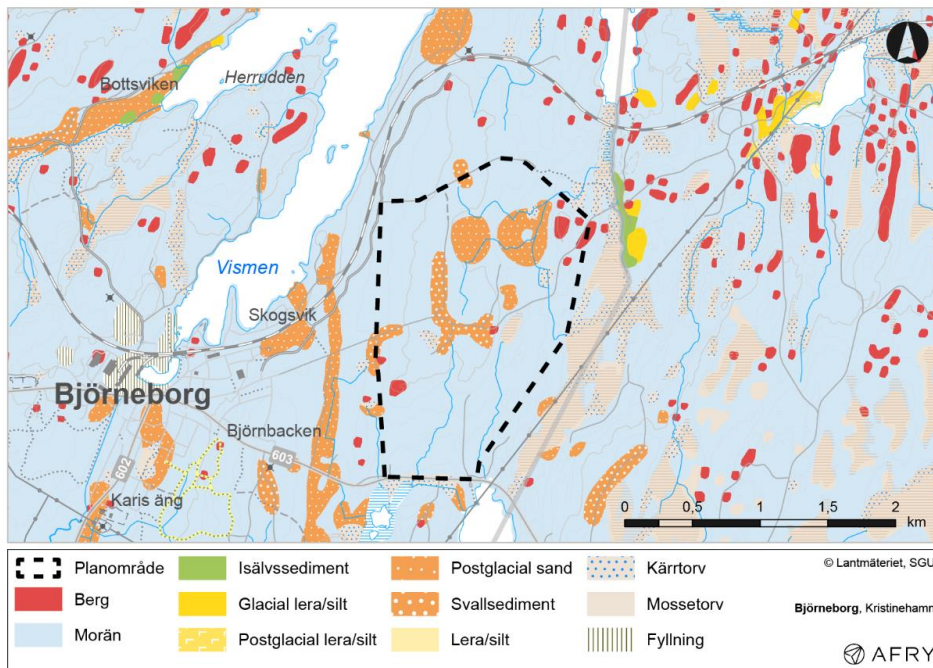 Bottsviken
Herrudden
Vismen
Skogsvik
Björneborg
Björnbacken
603
602
Karis äng
0 0,5 1 2
km
Planområde
Berg
Morän
Isälvssediment
Glacial lera/silt
Postglacial lera/silt
Postglacial sand
Svallsediment
Lera/silt
Kärrtorv
Mossetorv
Fyllning
© Lantmäteriet, SGU
Björneborg, Kristinehamn
AFRY